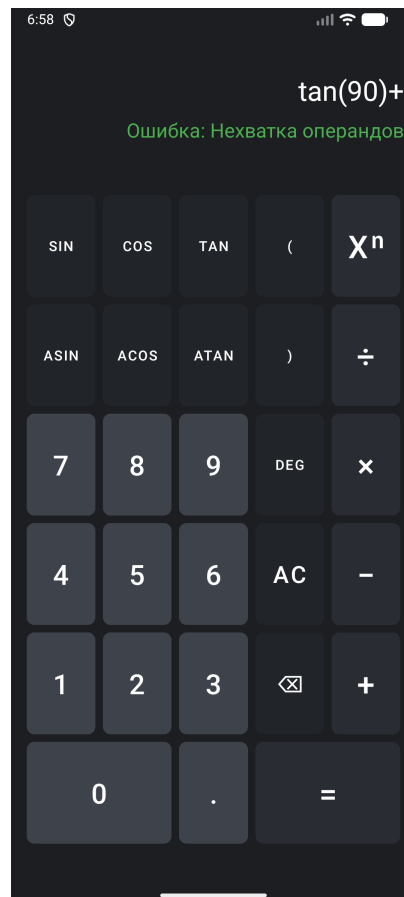 6:58
tan(90)+
Ошибка: Нехватка операндов
SIN COS TAN ( Xⁿ
ASIN ACOS ATAN ) ÷
7 8 9 DEG ×
4 5 6 AC −
1 2 3 +
0 . =